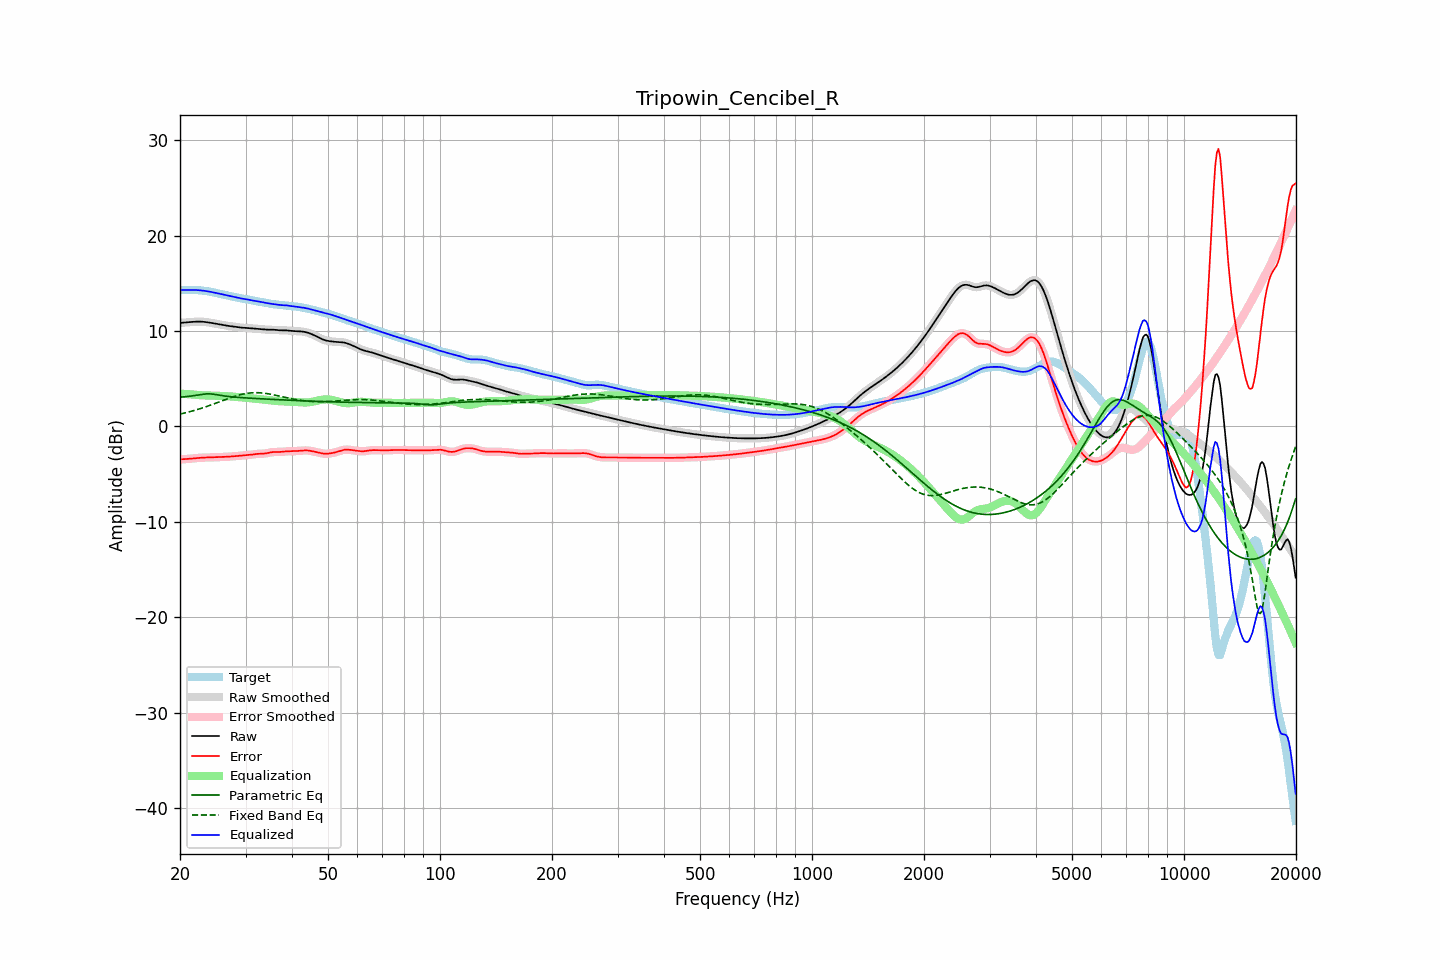 Tripowin_Cencibel_R
Amplitude (dBr)
30
20
10
0
−10
−20
−30
−40
Target
Raw Smoothed
Error Smoothed
Raw
Error
Equalization
Parametric Eq
Fixed Band Eq
Equalized
20 50 100 200 500 1000 2000 5000 10000 20000
Frequency (Hz)